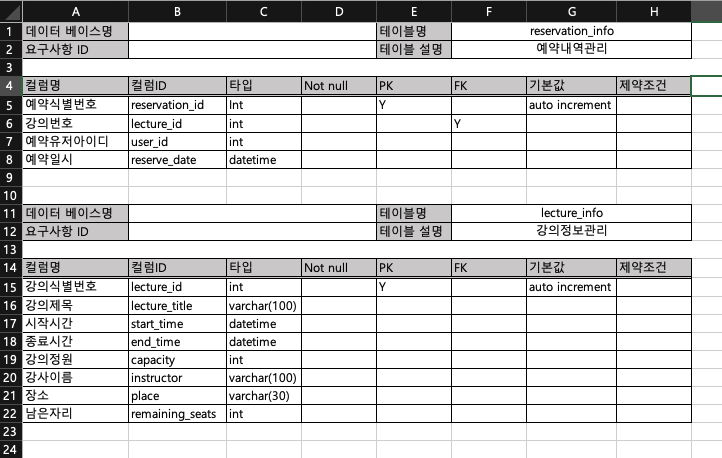 A B C D E F G H
1 데이터 베이스명 테이블명 reservation_info
2 요구사항 ID 테이블 설명 예약내역관리
3
4 컬럼명 컬럼ID 타입 Not null PK FK 기본값 제약조건
5 예약식별번호 reservation_id Int Y auto increment
6 강의번호 lecture_id int Y
7 예약유저아이디 user_id int
8 예약일시 reserve_date datetime
9
10
11 데이터 베이스명 테이블명 lecture_info
12 요구사항 ID 테이블 설명 강의정보관리
13
14 컬럼명 컬럼ID 타입 Not null PK FK 기본값 제약조건
15 강의식별번호 lecture_id int Y auto increment
16 강의제목 lecture_title varchar(100)
17 시작시간 start_time datetime
18 종료시간 end_time datetime
19 강의정원 capacity int
20 강사이름 instructor varchar(100)
21 장소 place varchar(30)
22 남은자리 remaining_seats int
23
24